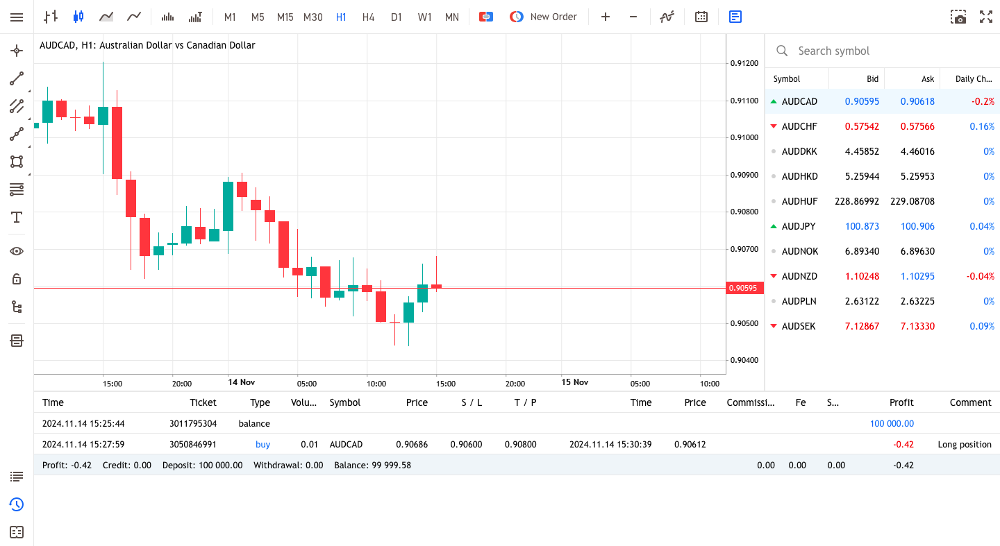 M1 M5 M15 M30 H1 H4 D1 W1 MN New Order
AUDCAD, H1: Australian Dollar vs Canadian Dollar
0.91200
0.91100
0.91000
0.90900
0.90800
0.90700
0.90595
0.90500
0.90400
15:00 20:00 14 Nov 05:00 10:00 15:00 20:00 15 Nov 05:00 10:00
Search symbol
Symbol Bid Ask Daily Ch...
AUDCAD 0.90595 0.90618 -0.2%
AUDCHF 0.57542 0.57566 0.16%
AUDDKK 4.45852 4.46016 0%
AUDHKD 5.25944 5.25953 0%
AUDHUF 228.86992 229.08708 0%
AUDJPY 100.873 100.906 0.04%
AUDNOK 6.89340 6.89630 0%
AUDNZD 1.10248 1.10295 -0.04%
AUDPLN 2.63122 2.63225 0%
AUDSEK 7.12867 7.13330 0.09%
Time Ticket Type Volu... Symbol Price S / L T / P Time Price Commissi... Fe S... Profit Comment
2024.11.14 15:25:44 3011795304 balance 100 000.00
2024.11.14 15:27:59 3050846991 buy 0.01 AUDCAD 0.90686 0.90600 0.90800 2024.11.14 15:30:39 0.90612 -0.42 Long position
Profit: -0.42 Credit: 0.00 Deposit: 100 000.00 Withdrawal: 0.00 Balance: 99 999.58 0.00 0.00 0.00 -0.42